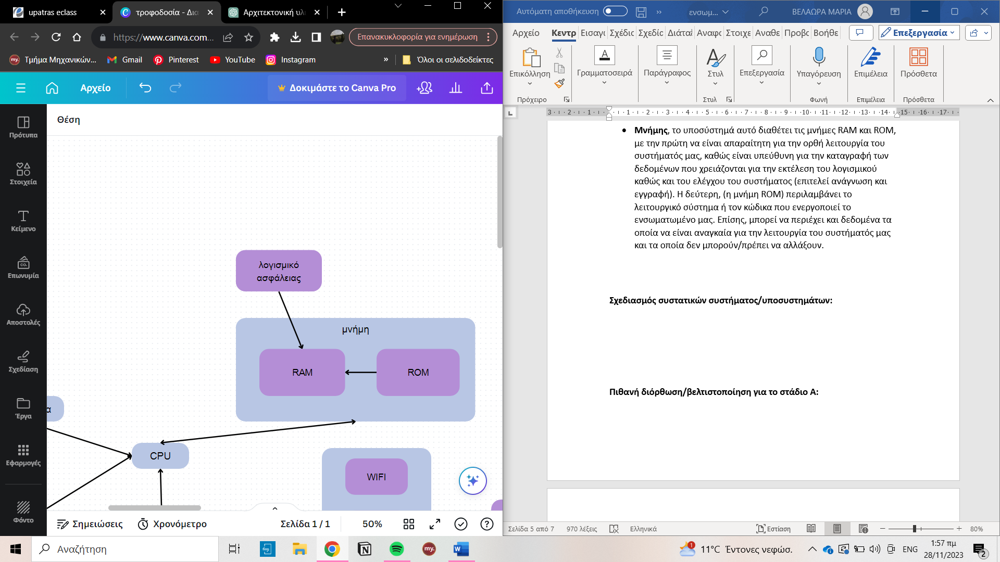 upatras eclass
τροφοδοσία - Δια
Αρχιτεκτονική υλι
https://www.canva.com...
Επανακυκλοφορία για ενημέρωση
Τμήμα Μηχανικών...
Gmail
Pinterest
YouTube
Instagram
»
Όλοι οι σελιδοδείκτες
Αρχείο
Δοκιμάστε το Canva Pro
Θέση
Πρότυπα
Στοιχεία
Κείμενο
Επωνυμία
Αποστολές
Σχεδίαση
Έργα
Εφαρμογές
Φόντο
λογισμικό
ασφάλειας
μνήμη
RAM
ROM
α
CPU
WIFI
Σημειώσεις
Χρονόμετρο
Σελίδα 1 / 1
50%
Αυτόματη αποθήκευση
ενσωμ...
ΒΕΛΑΩΡΑ ΜΑΡΙΑ
Αρχείο
Κεντρ
Εισαγι
Σχέδις
Σχεδίο
Διάταξ
Αναφο
Στοιχε
Αναθε
Προβο
Βοήθε
Επεξεργασία
Επικόλληση
Γραμματοσειρά
Παράγραφος
Στυλ
Επεξεργασία
Υπαγόρευση
Επιμέλεια
Πρόσθετα
Πρόχειρο
Στυλ
Φωνή
Επιμέλεια
Πρόσθετα
3 2 1 1 2 3 4 5 6 7 8 9 10 11 12 13 14 15 16 17
• Μνήμης, το υποσύστημά αυτό διαθέτει τις μνήμες RAM και ROM,
με την πρώτη να είναι απαραίτητη για την ορθή λειτουργία του
συστήματός μας, καθώς είναι υπεύθυνη για την καταγραφή των
δεδομένων που χρειάζονται για την εκτέλεση του λογισμικού
καθώς και του ελέγχου του συστήματος (επιτελεί ανάγνωση και
εγγραφή). Η δεύτερη, (η μνήμη ROM) περιλαμβάνει το
λειτουργικό σύστημα ή τον κώδικα που ενεργοποιεί το
ενσωματωμένο μας. Επίσης, μπορεί να περιέχει και δεδομένα τα
οποία να είναι αναγκαία για την λειτουργία του συστήματός μας
και τα οποία δεν μπορούν/πρέπει να αλλάξουν.
Σχεδιασμός συστατικών συστήματος/υποσυστημάτων:
Πιθανή διόρθωση/βελτιστοποίηση για το στάδιο Α:
Σελίδα 5 από 7
970 λέξεις
Ελληνικά
Εστίαση
80%
Αναζήτηση
my.
1
11°C Έντονες νεφώσ.
ENG
1:57 πμ
28/11/2023
2